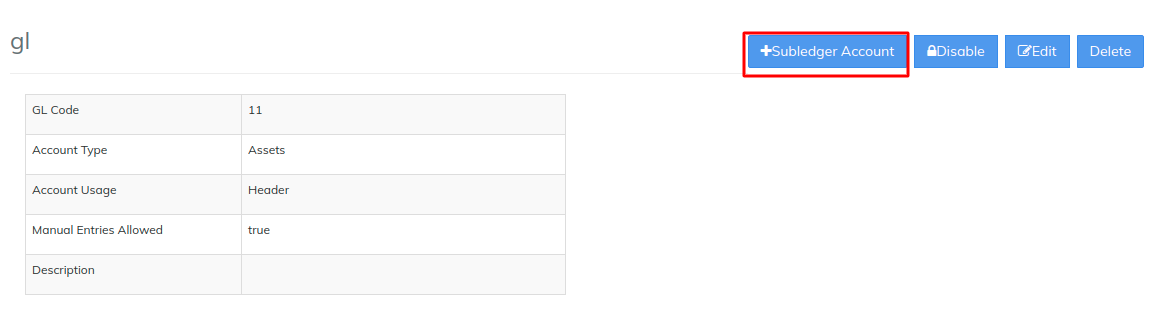 gl
Subledger Account Disable Edit Delete
GL Code 11
Account Type Assets
Account Usage Header
Manual Entries Allowed true
Description